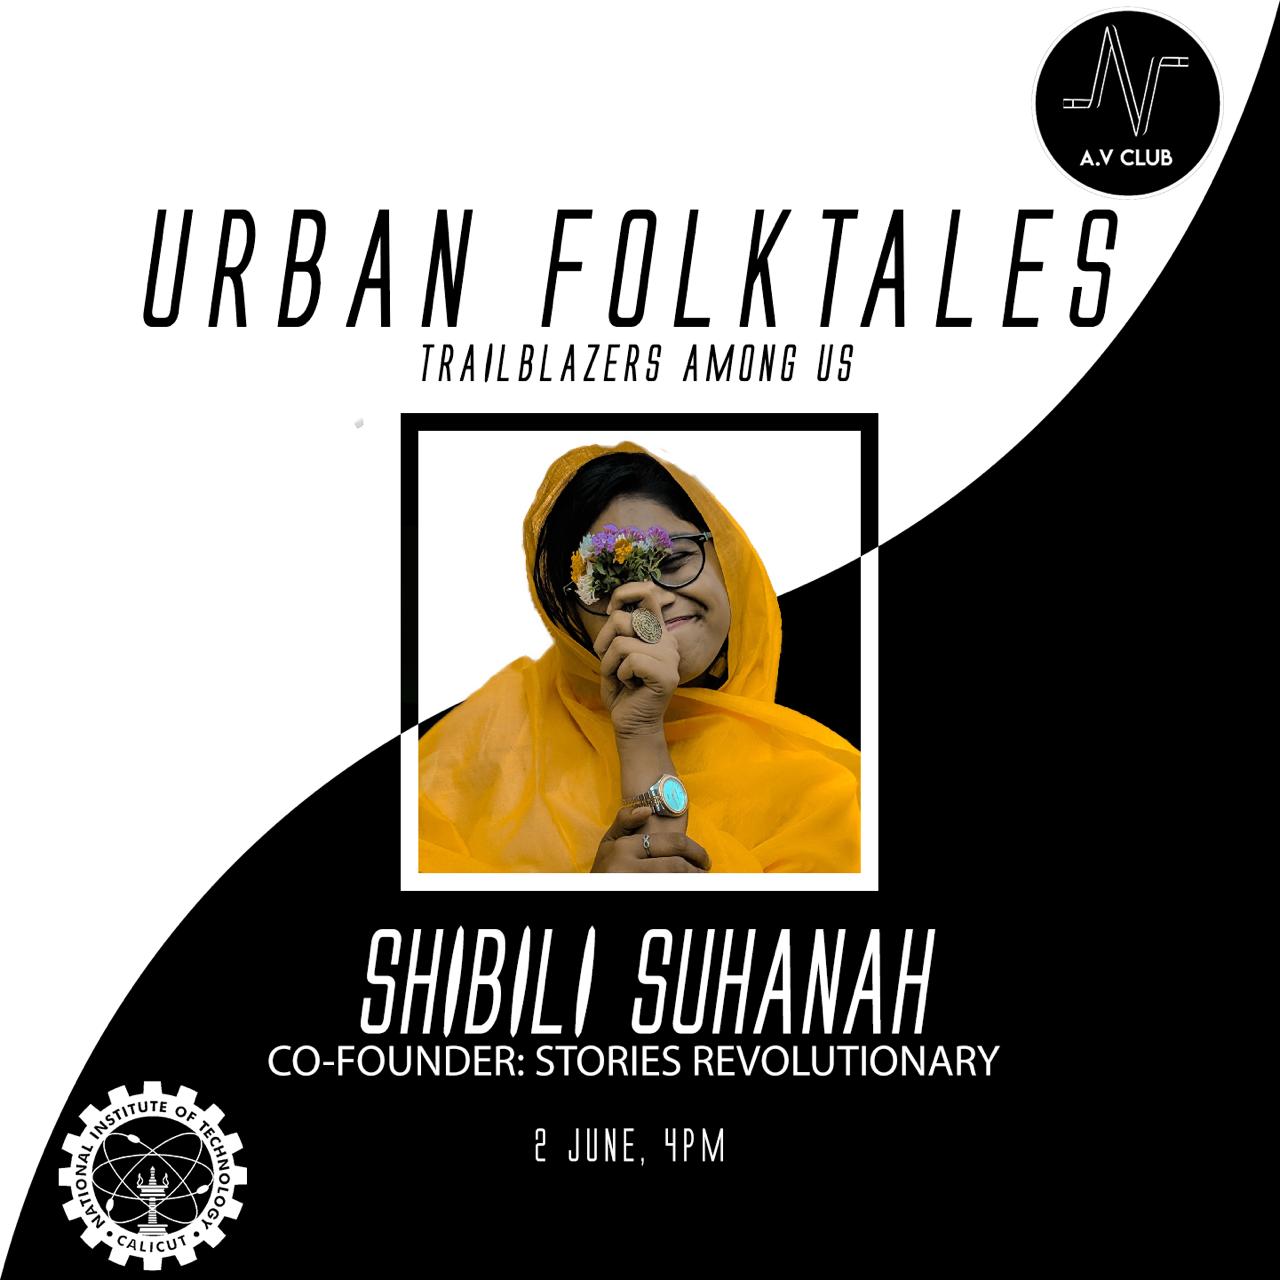 A.V CLUB
URBAN FOLKTALES
TRAILBLAZERS AMONG US
SHIBILI SUHANAH
CO-FOUNDER: STORIES REVOLUTIONARY
2 JUNE, 4PM
NATIONAL INSTITUTE OF TECHNOLOGY
• CALICUT •